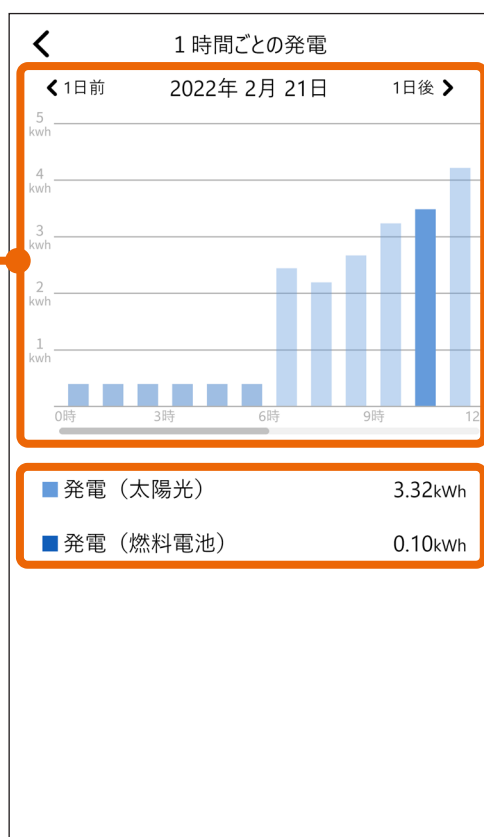 1時間ごとの発電
1日前 2022年 2月 21日 1日後
5
kwh
4
kwh
3
kwh
2
kwh
1
kwh
0時 3時 6時 9時 12
発電（太陽光） 3.32kWh
発電（燃料電池） 0.10kWh